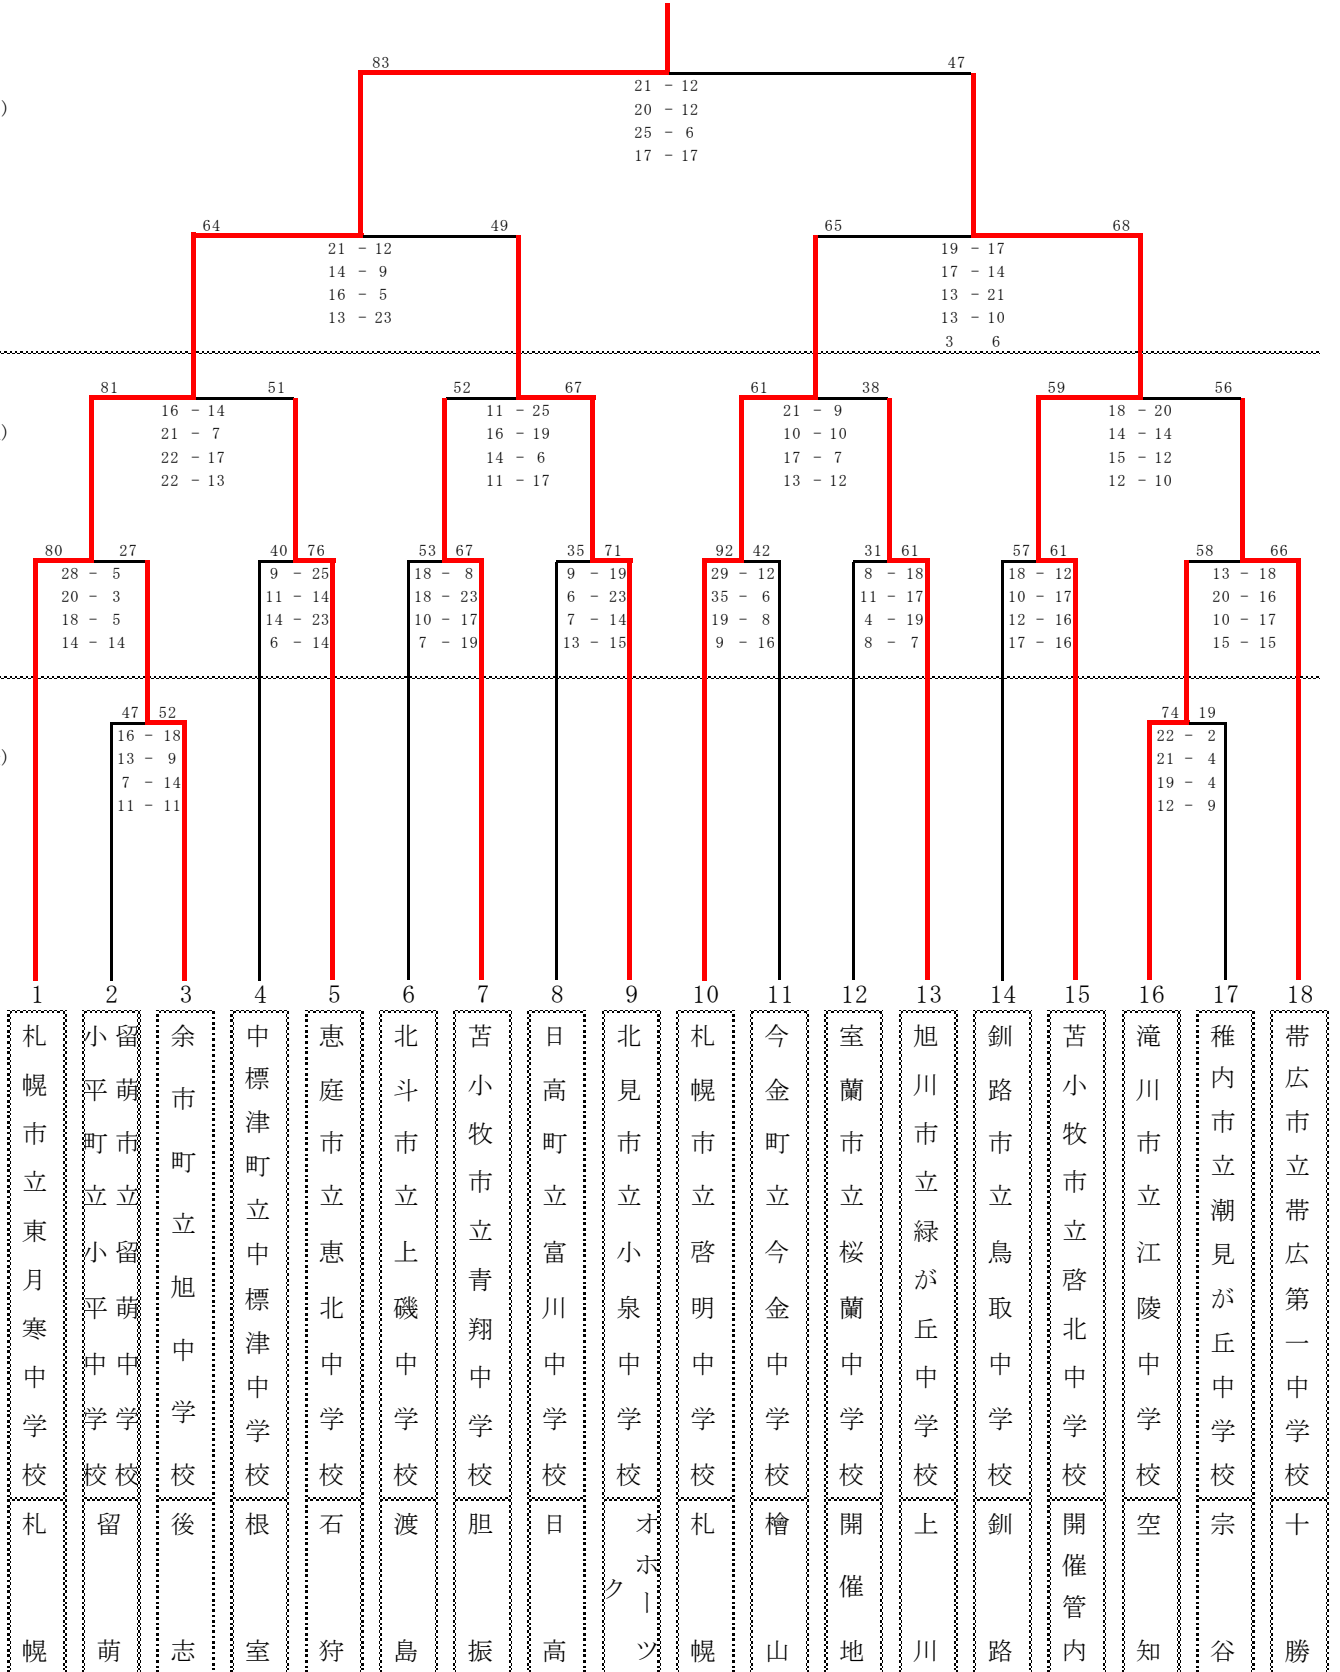 83 47
21 - 12
)
20 - 12
25 - 6
17 - 17
64 49 65 68
21 - 12 19 - 17
14 - 9 17 - 14
16 - 5 13 - 21
13 - 23 13 - 10
3 6
81 51 52 67 61 38 59 56
16 - 14 11 - 25 21 - 9 18 - 20
)
21 - 7 16 - 19 10 - 10 14 - 14
22 - 17 14 - 6 17 - 7 15 - 12
22 - 13 11 - 17 13 - 12 12 - 10
80 27 40 76 53 67 35 71 92 42 31 61 57 61 58 66
28 - 5 9 - 25 18 - 8 9 - 19 29 - 12 8 - 18 18 - 12 13 - 18
20 - 3 11 - 14 18 - 23 6 - 23 35 - 6 11 - 17 10 - 17 20 - 16
18 - 5 14 - 23 10 - 17 7 - 14 19 - 8 4 - 19 12 - 16 10 - 17
14 - 14 6 - 14 7 - 19 13 - 15 9 - 16 8 - 7 17 - 16 15 - 15
47 52 74 19
16 - 18 22 - 2
)
13 - 9 21 - 4
7 - 14 19 - 4
11 - 11 12 - 9
1 2 3 4 5 6 7 8 9 10 11 12 13 14 15 16 17 18
札幌市立東月寒中学校
留萌市立留萌中学校
小平町立小平中学校
余市町立旭中学校
中標津町立中標津中学校
恵庭市立恵北中学校
北斗市立上磯中学校
苫小牧市立青翔中学校
日高町立富川中学校
北見市立小泉中学校
札幌市立啓明中学校
今金町立今金中学校
室蘭市立桜蘭中学校
旭川市立緑が丘中学校
釧路市立鳥取中学校
苫小牧市立啓北中学校
滝川市立江陵中学校
稚内市立潮見が丘中学校
帯広市立帯広第一中学校
札幌
留萌
後志
根室
石狩
渡島
胆振
日高
オホーツク
札幌
檜山
開催地
上川
釧路
開催管内
空知
宗谷
十勝